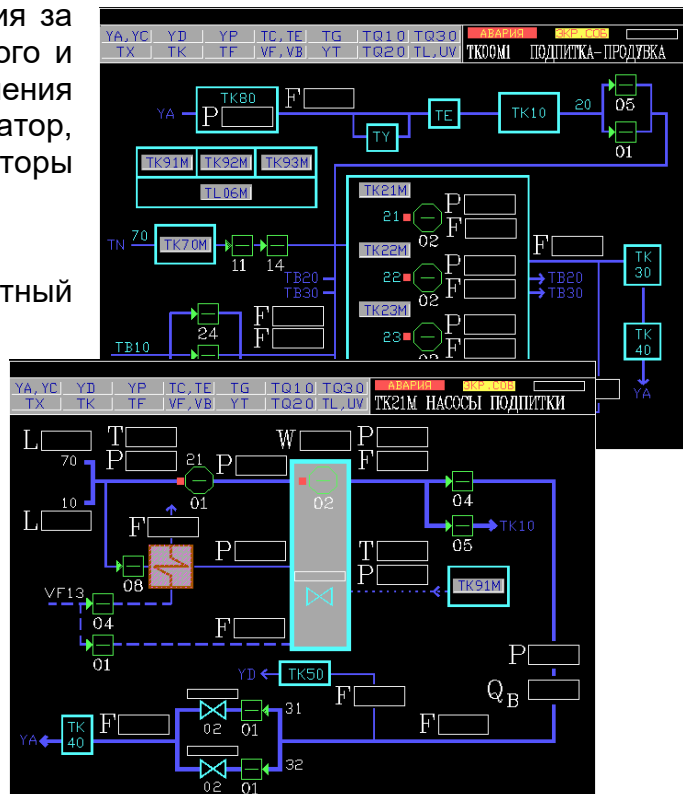 ия за
ого и
ления
атор,
торы
тный
YA,YC YD YP TC,TE TG TQ10 TQ30 АВАРИЯ ЭКР.СОБ
TX TK TF VF,VB YT TQ20 TL,UV TK00M1 ПОДПИТКА-ПРОДУВКА
TK80 F
YA P TY TE TK10 20 05
01
TK91M TK92M TK93M
TL06M
TK21M
21 02 P
F
TN 70 TK70M 11 14
TK22M
22 02 P
F
F
TK
30
TB20
TB30
TB20
TB30
TK23M
23 P
F
24 F
F
TB10
TK
40
YA
YA,YC YD YP TC,TE TG TQ10 TQ30 АВАРИЯ ЭКР.СОБ
TX TK TF VF,VB YT TQ20 TL,UV TK21M НАСОСЫ ПОДПИТКИ
L T W P
70 P 21 P F
01 02 04
10
L F 05 TK10
08 P T
P TK91M
VF13
04
01 F
P
QB
YD TK50
F
31
02 01
YA TK
40 F F
32
02 01